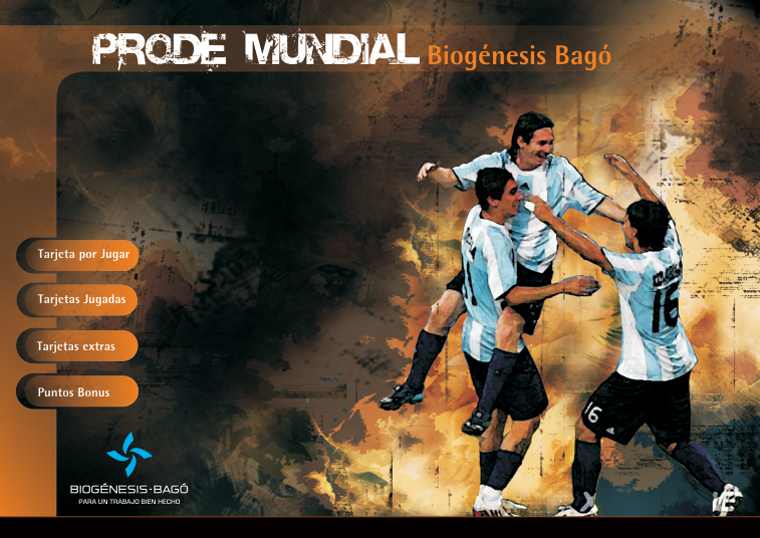 PRODE MUNDIAL Biogénesis Bagó
Tarjeta por Jugar
Tarjetas Jugadas
Tarjetas extras
Puntos Bonus
16
16
BIOGÉNESIS-BAGÓ
PARA UN TRABAJO BIEN HECHO